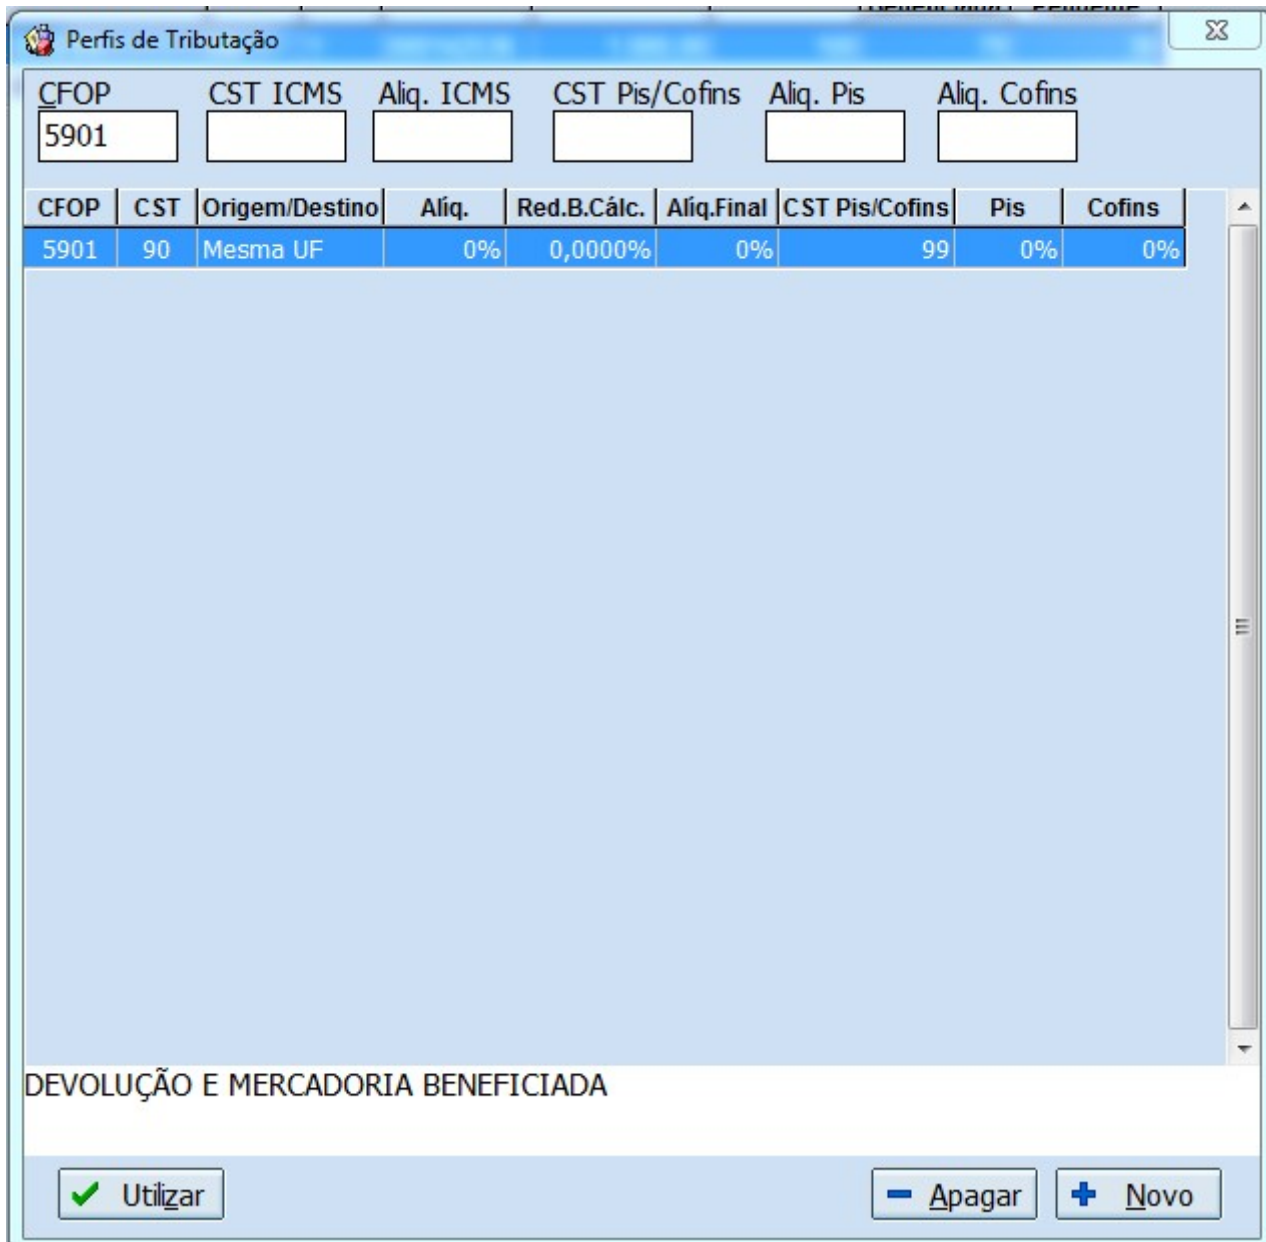 Perfis de Tributação
CFOP CST ICMS Aliq. ICMS CST Pis/Cofins Aliq. Pis Aliq. Cofins
5901
CFOP CST Origem/Destino Alíq. Red.B.Cálc. Alíq.Final CST Pis/Cofins Pis Cofins
5901 90 Mesma UF 0% 0,0000% 0% 99 0% 0%
DEVOLUÇÃO E MERCADORIA BENEFICIADA
Utilizar Apagar Novo